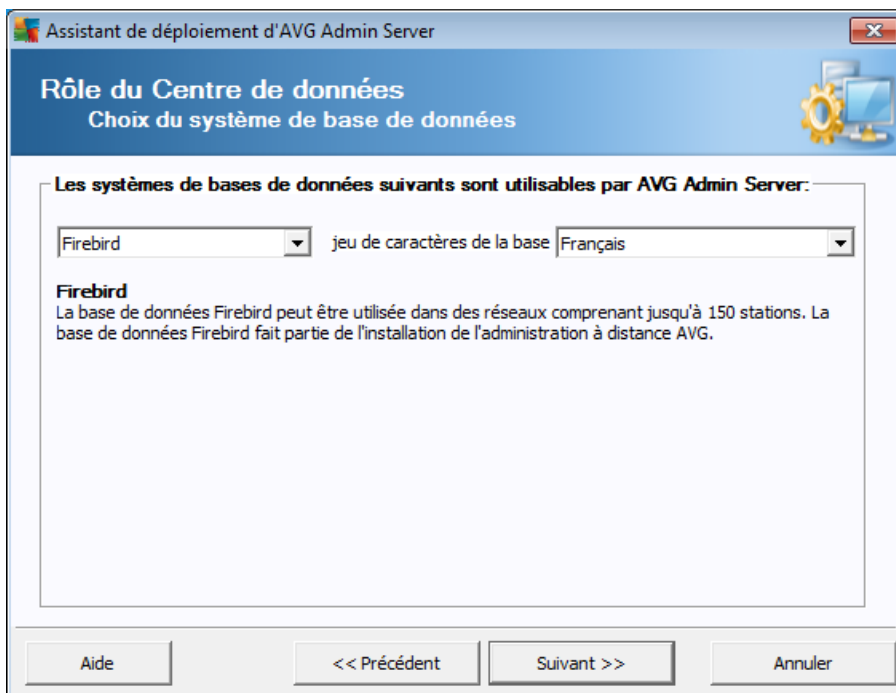 Assistant de déploiement d'AVG Admin Server
Rôle du Centre de données
Choix du système de base de données
Les systèmes de bases de données suivants sont utilisables par AVG Admin Server:
Firebird jeu de caractères de la base Français
Firebird
La base de données Firebird peut être utilisée dans des réseaux comprenant jusqu'à 150 stations. La
base de données Firebird fait partie de l'installation de l'administration à distance AVG.
Aide << Précédent Suivant >> Annuler